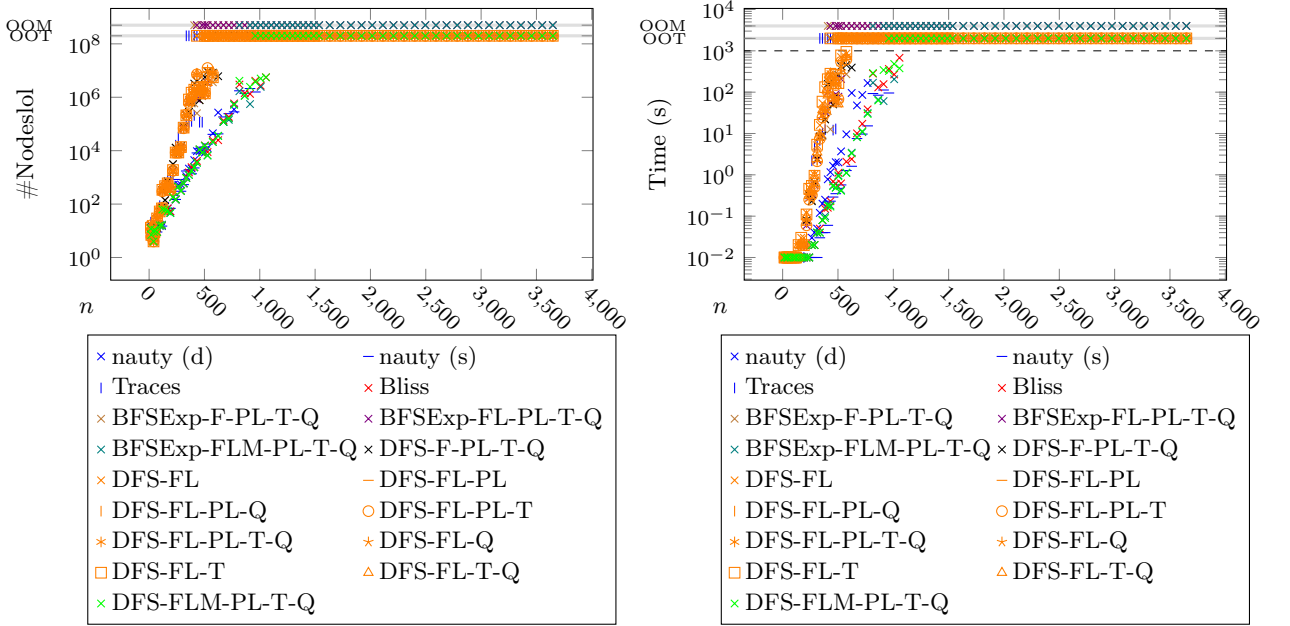 OOM
OOT
10^8
10^6
10^4
10^2
10^0
#Nodeslol
n
0
500
1,000
1,500
2,000
2,500
3,000
3,500
4,000
× nauty (d)
− nauty (s)
| Traces
× Bliss
× BFSExp-F-PL-T-Q
× BFSExp-FL-PL-T-Q
× BFSExp-FLM-PL-T-Q
× DFS-F-PL-T-Q
× DFS-FL
− DFS-FL-PL
| DFS-FL-PL-Q
○ DFS-FL-PL-T
∗ DFS-FL-PL-T-Q
☆ DFS-FL-Q
□ DFS-FL-T
△ DFS-FL-T-Q
× DFS-FLM-PL-T-Q
10^4
OOM
OOT
10^3
10^2
10^1
10^0
10^−1
10^−2
Time (s)
n
0
500
1,000
1,500
2,000
2,500
3,000
3,500
4,000
× nauty (d)
− nauty (s)
| Traces
× Bliss
× BFSExp-F-PL-T-Q
× BFSExp-FL-PL-T-Q
× BFSExp-FLM-PL-T-Q
× DFS-F-PL-T-Q
× DFS-FL
− DFS-FL-PL
| DFS-FL-PL-Q
○ DFS-FL-PL-T
∗ DFS-FL-PL-T-Q
☆ DFS-FL-Q
□ DFS-FL-T
△ DFS-FL-T-Q
× DFS-FLM-PL-T-Q